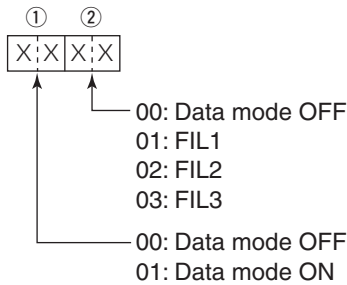 ① ②
X X X X
00: Data mode OFF
01: FIL1
02: FIL2
03: FIL3
00: Data mode OFF
01: Data mode ON